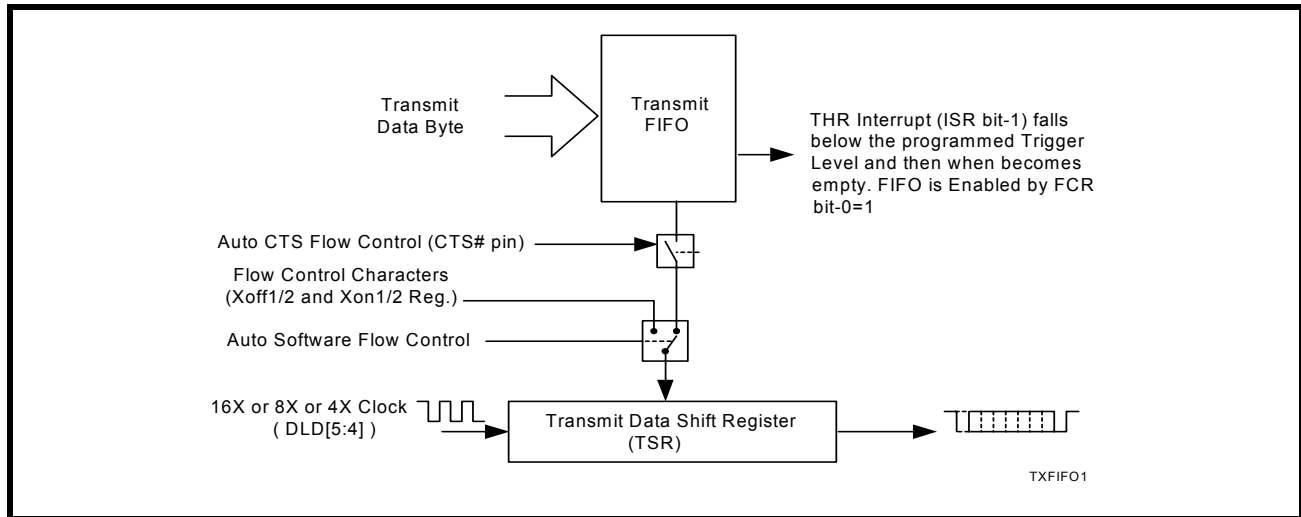 Transmit
Data Byte
Transmit
FIFO
THR Interrupt (ISR bit-1) falls
below the programmed Trigger
Level and then when becomes
empty. FIFO is Enabled by FCR
bit-0=1
Auto CTS Flow Control (CTS# pin)
Flow Control Characters
(Xoff1/2 and Xon1/2 Reg.)
Auto Software Flow Control
16X or 8X or 4X Clock
( DLD[5:4] )
Transmit Data Shift Register
(TSR)
TXFIFO1